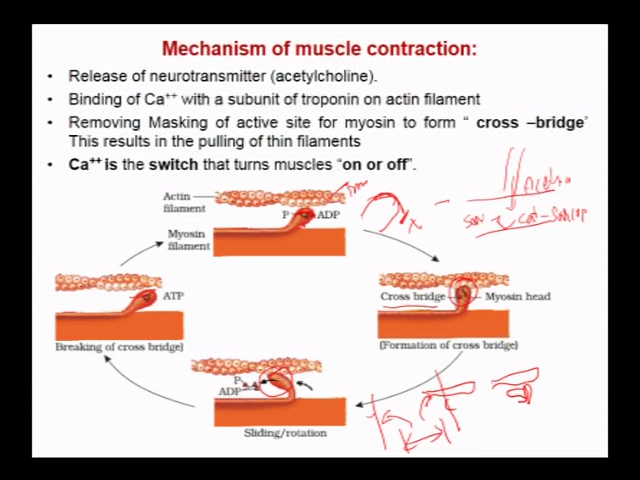 Mechanism of muscle contraction:
• Release of neurotransmitter (acetylcholine).
• Binding of Ca⁺⁺ with a subunit of troponin on actin filament
• Removing Masking of active site for myosin to form “ cross –bridge’
This results in the pulling of thin filaments
• Ca⁺⁺ is the switch that turns muscles “on or off”.
Actin
filament
P
ADP
Myosin
filament
Cross bridge
Myosin head
(Formation of cross bridge)
ATP
Breaking of cross bridge)
P
ADP
Sliding/rotation